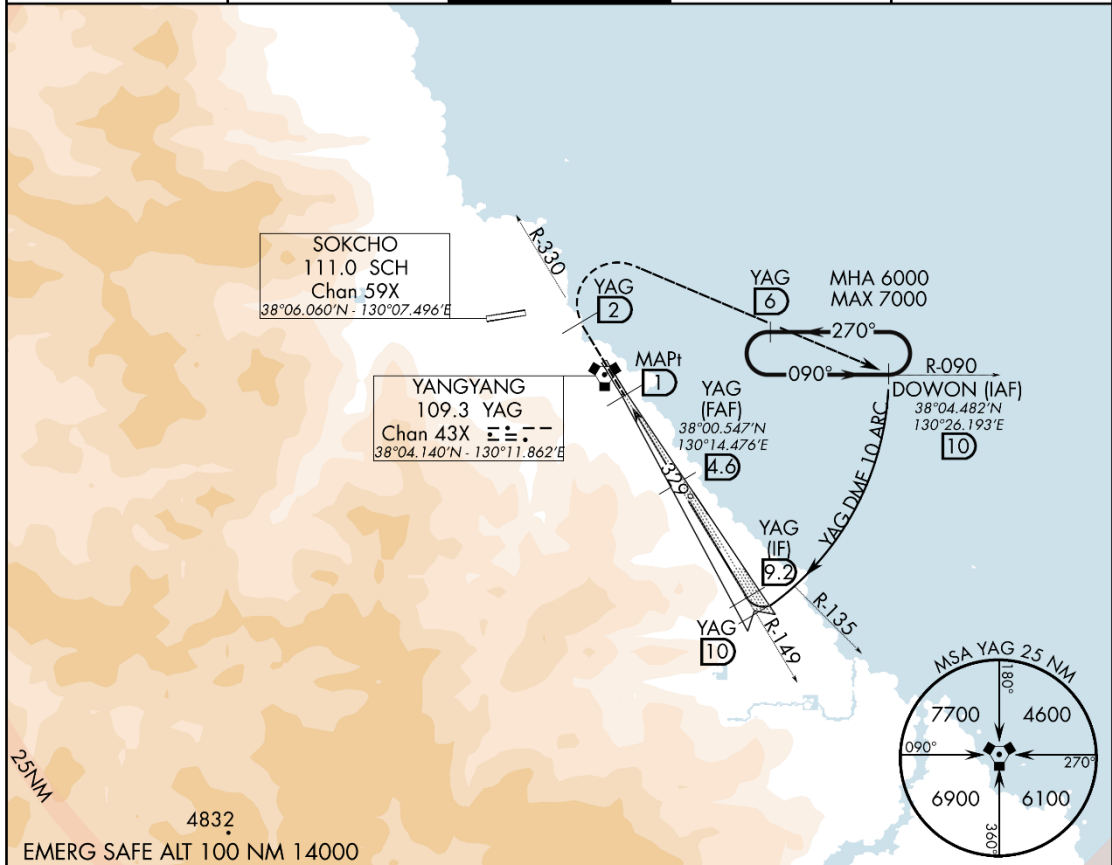 SOKCHO
111.0 SCH
Chan 59X
38°06.060'N - 130°07.496'E
R-330
YAG
2
YAG
6
MHA 6000
MAX 7000
270°
090°
R-090
DOWON (IAF)
38°04.482'N
130°26.193'E
10
YANGYANG
109.3 YAG
Chan 43X
38°04.140'N - 130°11.862'E
MAPt
1
YAG
(FAF)
38°00.547'N
130°14.476'E
4.6
329°
YAG DME 10 ARC
YAG
(IF)
9.2
R-135
R-149
YAG
10
MSA YAG 25 NM
180°
7700
4600
090°
270°
6900
6100
360°
25NM
4832
EMERG SAFE ALT 100 NM 14000